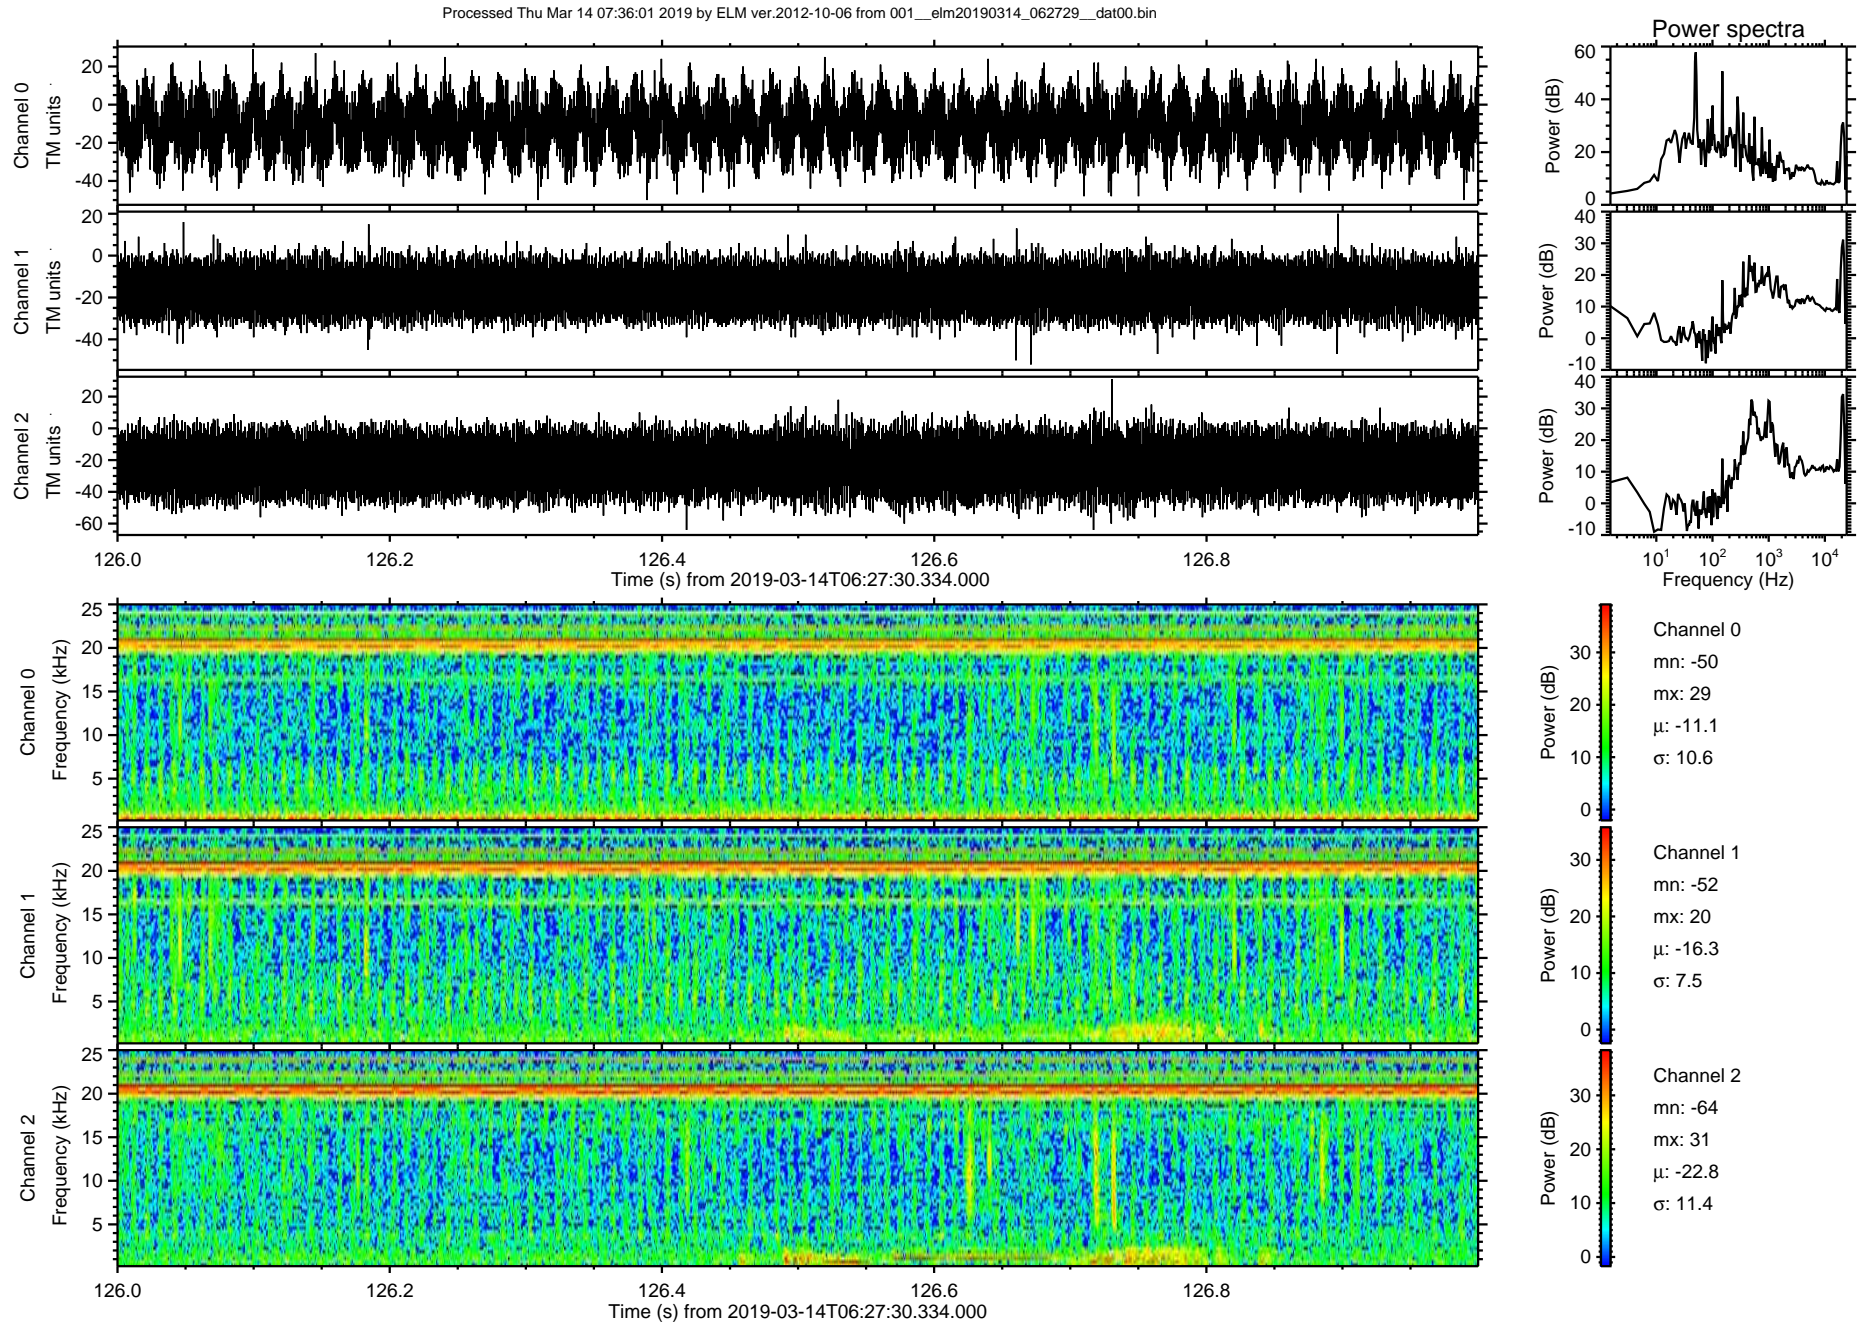 Processed Thu Mar 14 07:36:01 2019 by ELM ver.2012-10-06 from 001__elm20190314_062729__dat00.bin
Power spectra
Channel 0
TM units
20
0
-20
-40
Power (dB)
60
40
20
0
Channel 1
TM units
20
0
-20
-40
Power (dB)
40
30
20
10
0
-10
Channel 2
TM units
20
0
-20
-40
-60
Power (dB)
40
30
20
10
0
-10
126.0 126.2 126.4 126.6 126.8
Time (s) from 2019-03-14T06:27:30.334.000
10¹ 10² 10³ 10⁴
Frequency (Hz)
Channel 0
Frequency (kHz)
25
20
15
10
5
Power (dB)
30
20
10
0
Channel 0
mn: -50
mx: 29
μ: -11.1
σ: 10.6
Channel 1
Frequency (kHz)
25
20
15
10
5
Power (dB)
30
20
10
0
Channel 1
mn: -52
mx: 20
μ: -16.3
σ: 7.5
Channel 2
Frequency (kHz)
25
20
15
10
5
Power (dB)
30
20
10
0
Channel 2
mn: -64
mx: 31
μ: -22.8
σ: 11.4
126.0 126.2 126.4 126.6 126.8
Time (s) from 2019-03-14T06:27:30.334.000